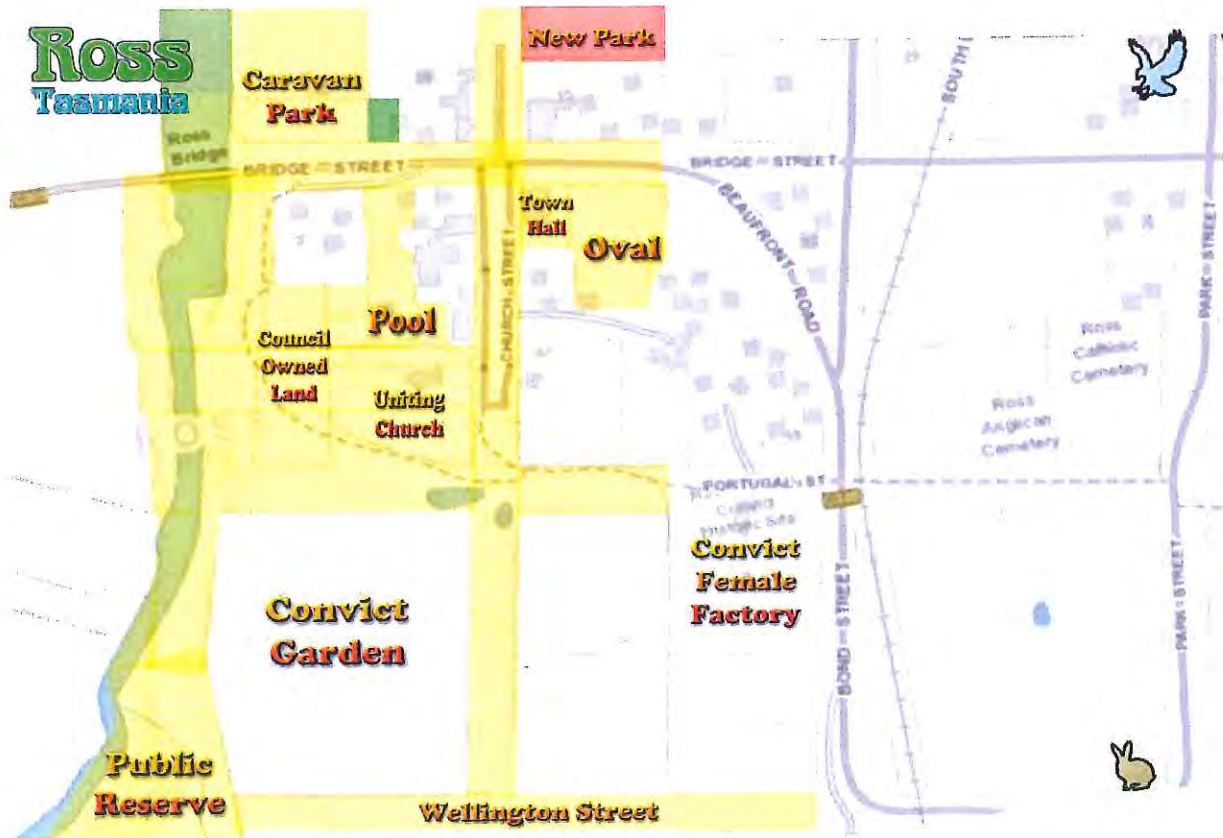 Ross
Tasmania
New Park
Caravan
Park
Ross
Bridge
SOUTH
BRIDGE STREET
BRIDGE STREET
BEAUFRONT ROAD
Town
Hall
Oval
CHURCH STREET
PARK STREET
Pool
Council
Owned
Land
Uniting
Church
Ross
Catholic
Cemetery
Ross
Anglican
Cemetery
PORTUGAL ST
Historic Site
Convict
Female
Factory
Convict
Garden
BOND STREET
PARK STREET
Public
Reserve
Wellington Street